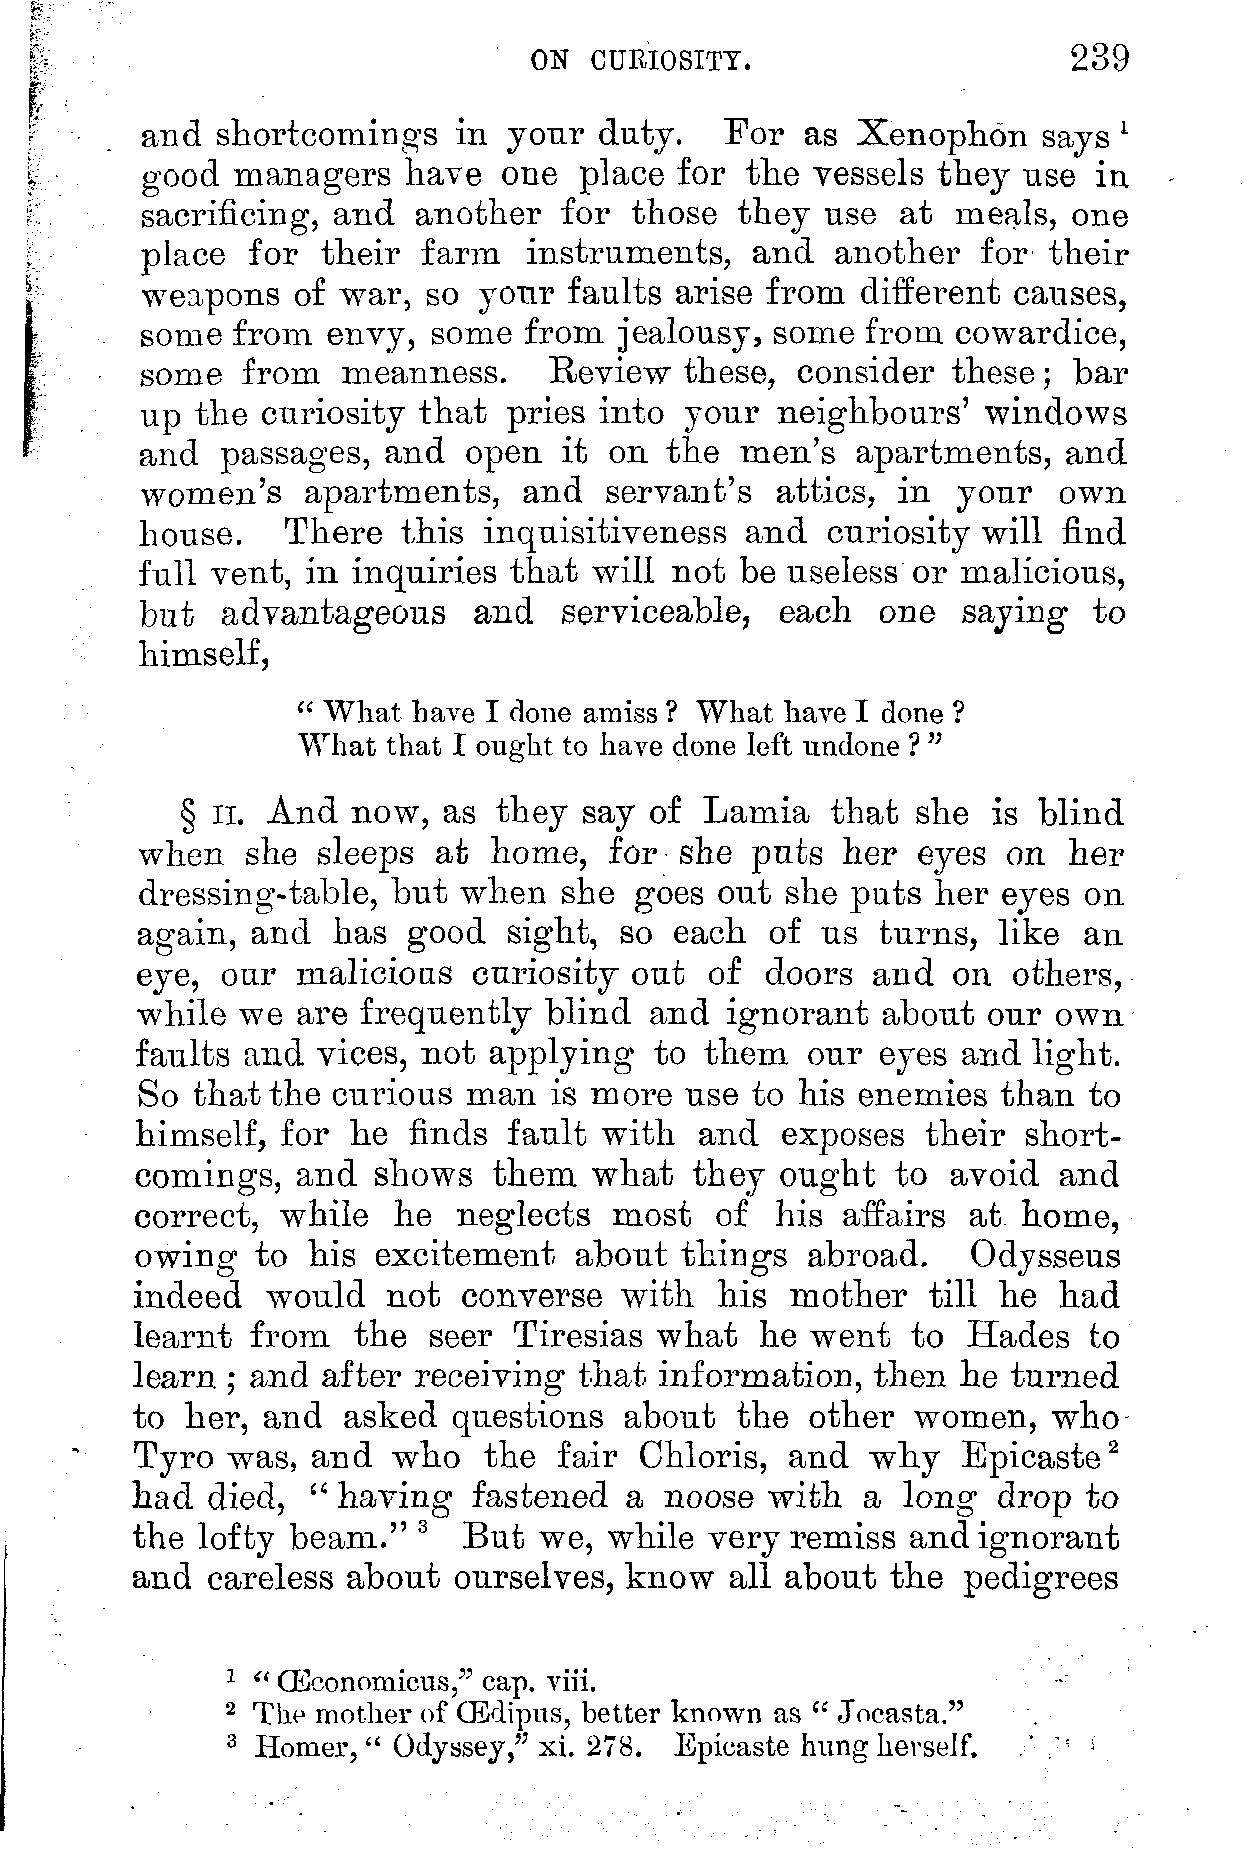 ON CURIOSITY. 239
and shortcomings in your duty. For as Xenophon says ¹
good managers have one place for the vessels they use in
sacrificing, and another for those they use at meals, one
place for their farm instruments, and another for their
weapons of war, so your faults arise from different causes,
some from envy, some from jealousy, some from cowardice,
some from meanness. Review these, consider these; bar
up the curiosity that pries into your neighbours' windows
and passages, and open it on the men's apartments, and
women's apartments, and servant's attics, in your own
house. There this inquisitiveness and curiosity will find
full vent, in inquiries that will not be useless or malicious,
but advantageous and serviceable, each one saying to
himself,
“ What have I done amiss? What have I done?
What that I ought to have done left undone?”
§ II. And now, as they say of Lamia that she is blind
when she sleeps at home, for she puts her eyes on her
dressing-table, but when she goes out she puts her eyes on
again, and has good sight, so each of us turns, like an
eye, our malicious curiosity out of doors and on others,
while we are frequently blind and ignorant about our own
faults and vices, not applying to them our eyes and light.
So that the curious man is more use to his enemies than to
himself, for he finds fault with and exposes their short-
comings, and shows them what they ought to avoid and
correct, while he neglects most of his affairs at home,
owing to his excitement about things abroad. Odysseus
indeed would not converse with his mother till he had
learnt from the seer Tiresias what he went to Hades to
learn; and after receiving that information, then he turned
to her, and asked questions about the other women, who
Tyro was, and who the fair Chloris, and why Epicaste ²
had died, “having fastened a noose with a long drop to
the lofty beam.” ³ But we, while very remiss and ignorant
and careless about ourselves, know all about the pedigrees
¹ “Œconomicus,” cap. viii.
² The mother of Œdipus, better known as “Jocasta.”
³ Homer, “Odyssey,” xi. 278. Epicaste hung herself.